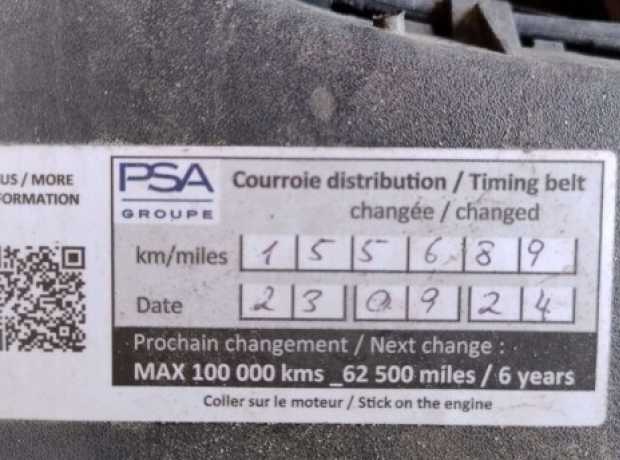 US / MORE
FORMATION
PSA
GROUPE
Courroie distribution / Timing belt
changée / changed
km/miles 1 5 5 6 8 9
Date 2 3 0 9 2 4
Prochain changement / Next change :
MAX 100 000 kms _62 500 miles / 6 years
Coller sur le moteur / Stick on the engine